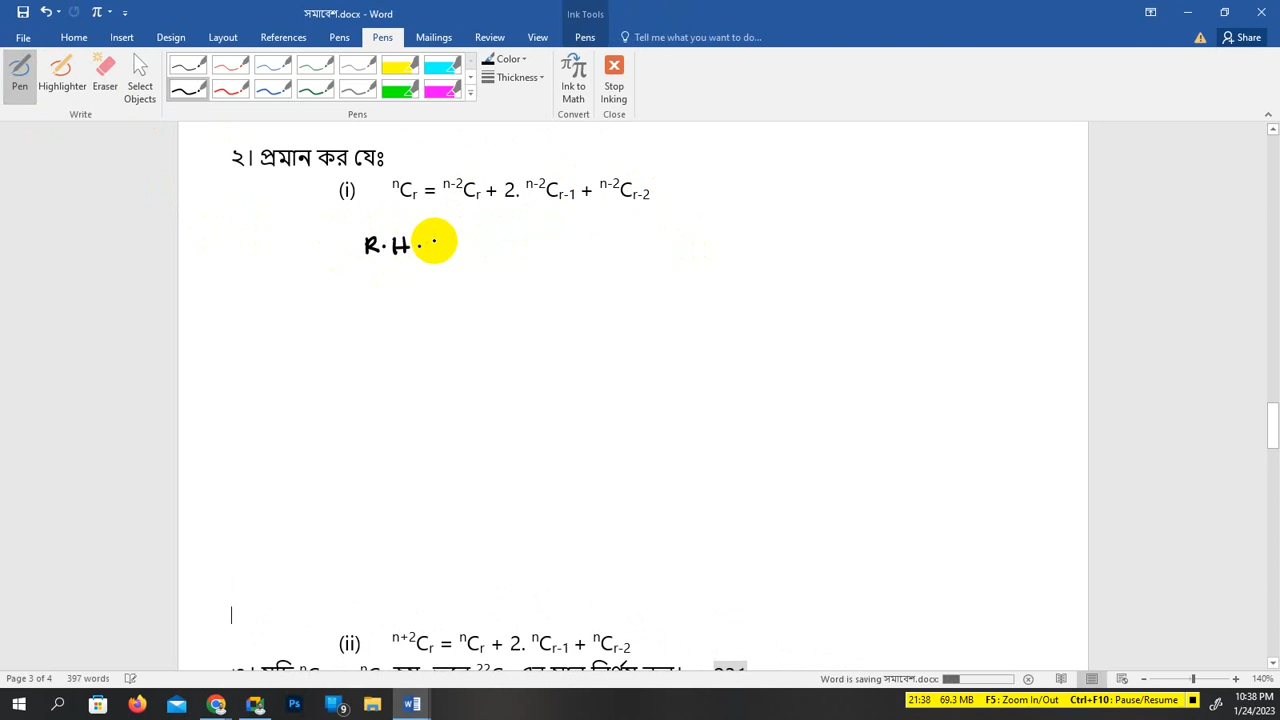 সমাবেশ.docx - Word
Ink Tools
File Home Insert Design Layout References Pens Mailings Review View Pens Tell me what you want to do... Share
Pen Highlighter Eraser Select Objects Color Thickness Ink to Math Stop Inking
Write Pens Convert Close
২। প্রমান কর যেঃ
(i) ⁿCᵣ = ⁿ⁻²Cᵣ + 2. ⁿ⁻²Cᵣ₋₁ + ⁿ⁻²Cᵣ₋₂
R.H.
(ii) ⁿ⁺²Cᵣ = ⁿCᵣ + 2. ⁿCᵣ₋₁ + ⁿCᵣ₋₂
Page 3 of 4 397 words Word is saving সমাবেশ.docx 140%
21:38 69.3 MB F5: Zoom In/Out Ctrl+F10: Pause/Resume
10:38 PM
1/24/2023